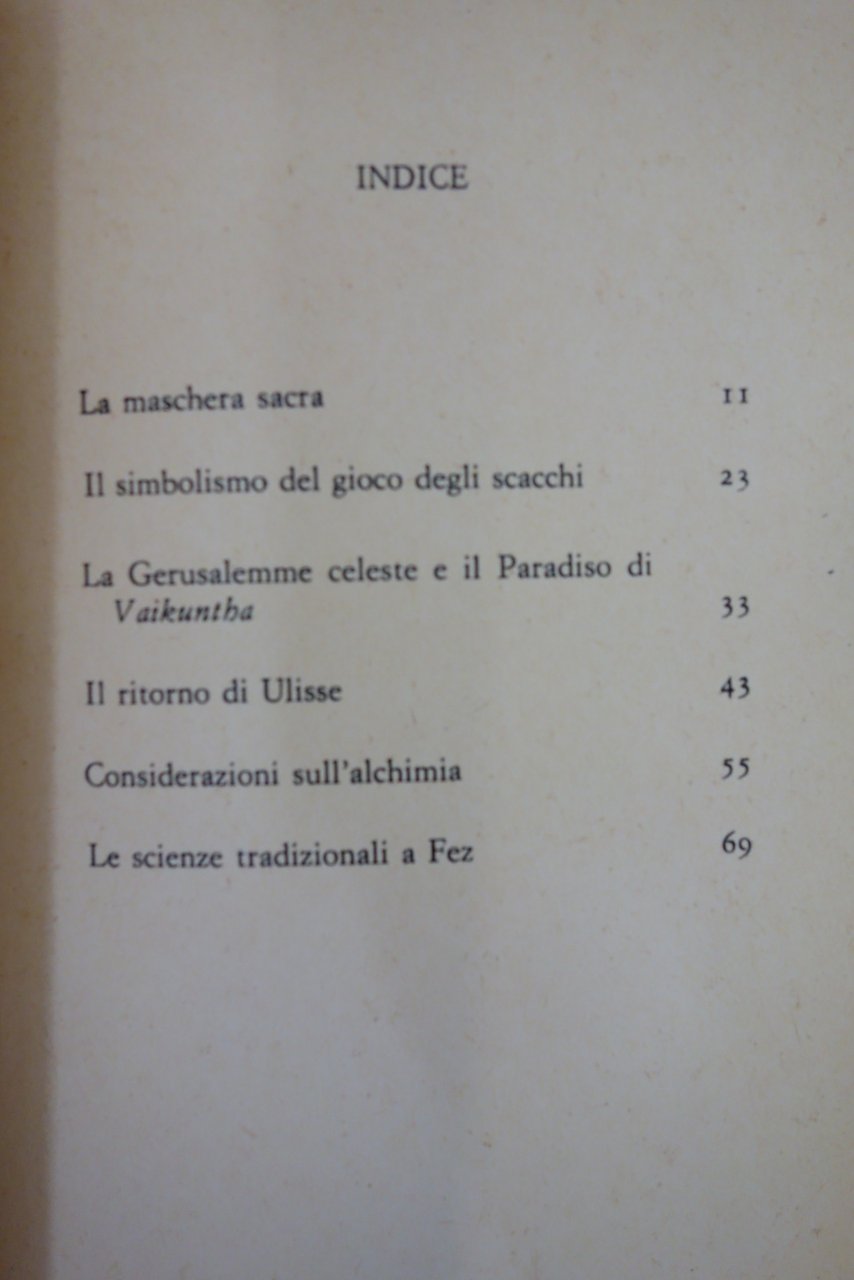 INDICE
La maschera sacra 11
Il simbolismo del gioco degli scacchi 23
La Gerusalemme celeste e il Paradiso di
Vaikuntha 33
Il ritorno di Ulisse 43
Considerazioni sull'alchimia 55
Le scienze tradizionali a Fez 69